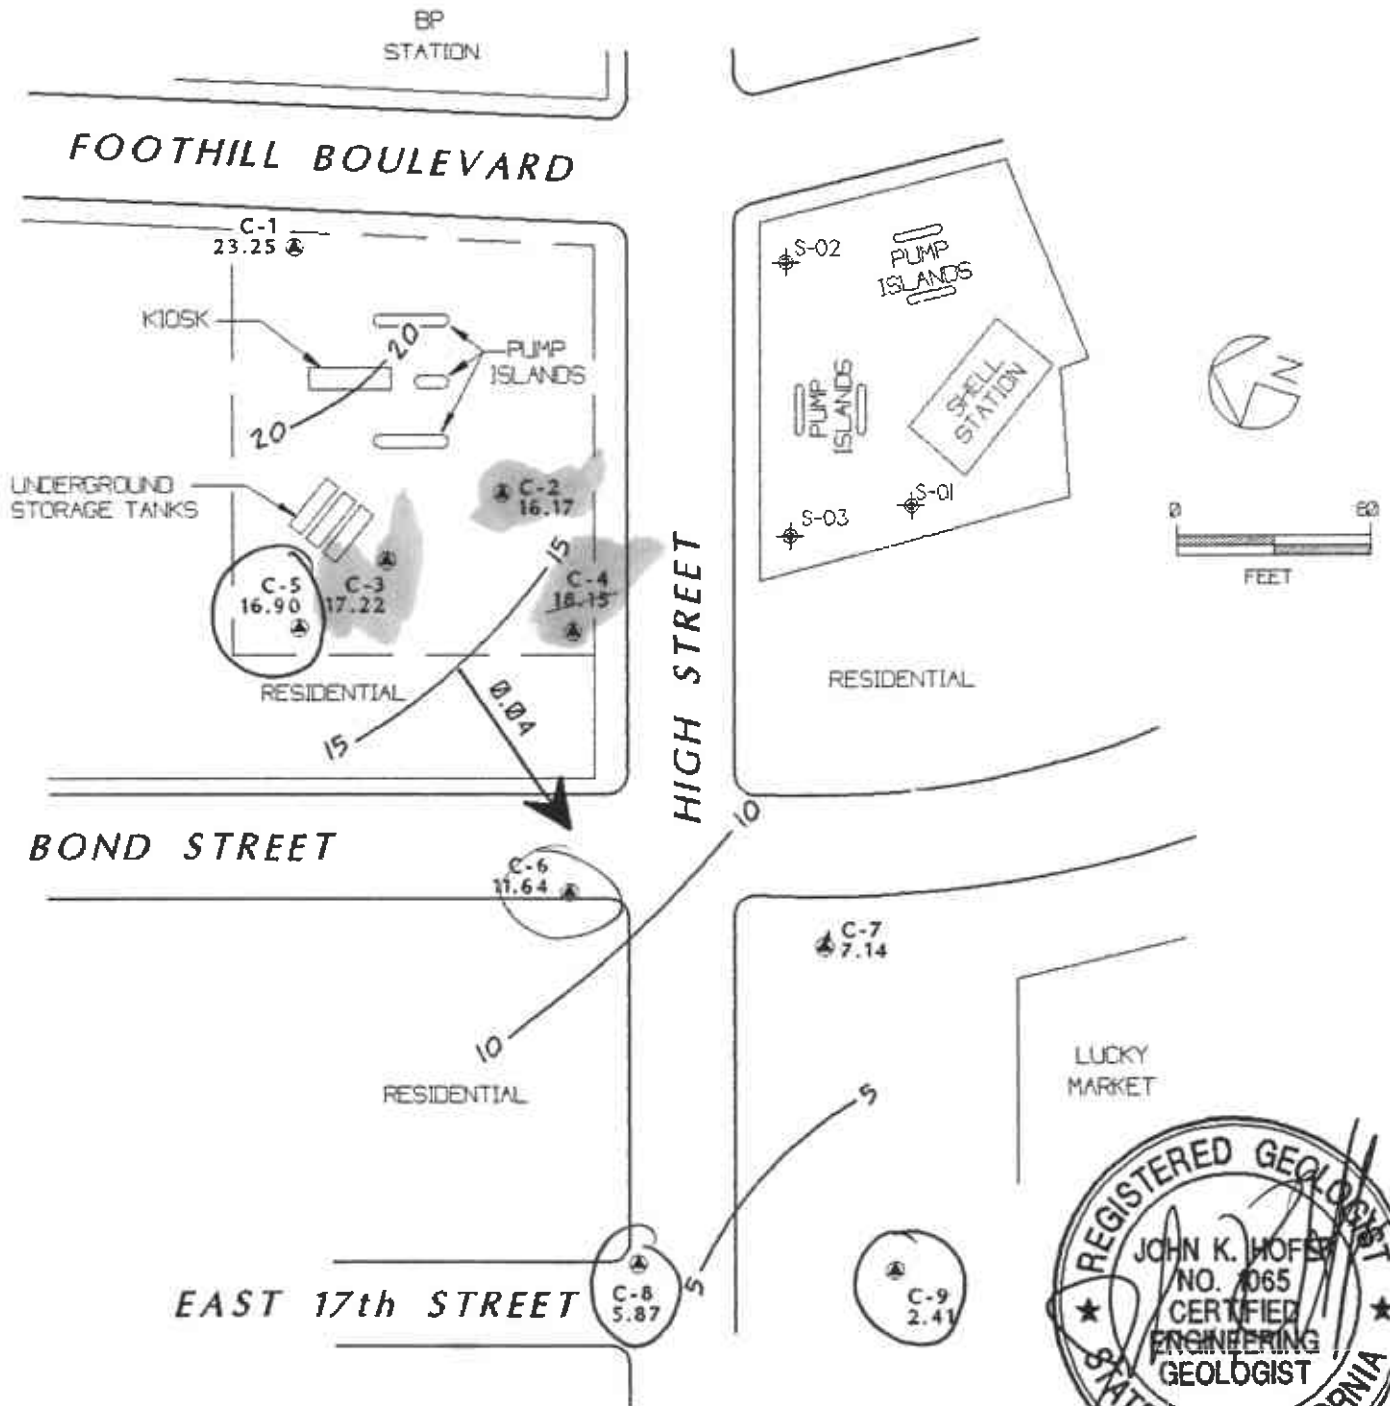 BP
STATION
FOOTHILL BOULEVARD
C-1
23.25
S-02
PUMP
ISLANDS
KIOSK
20
PUMP
ISLANDS
N
SHELL
STATION
PUMP
ISLANDS
20
UNDERGROUND
STORAGE TANKS
C-2
16.17
S-01
S-03
0 60
FEET
15
C-5
16.90
C-3
17.22
C-4
HIGH STREET
RESIDENTIAL
RESIDENTIAL
0.04
15
10
BOND STREET
C-6
11.64
C-7
7.14
10
LUCKY
MARKET
RESIDENTIAL
5
REGISTERED GEOLOGIST
JOHN K. HOFER
NO. 1065
CERTIFIED
ENGINEERING
GEOLOGIST
5
EAST 17th STREET
C-8
5.87
C-9
2.41